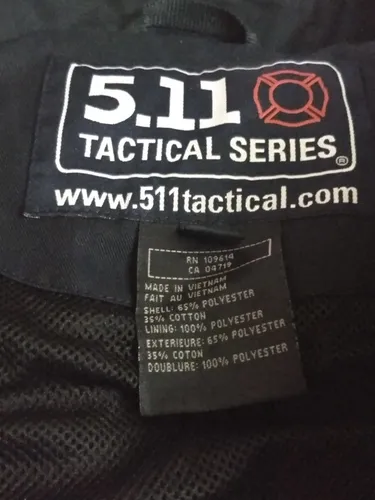 5.11
TACTICAL SERIES®
www.511tactical.com
RN 109614
CA 04719
MADE IN VIETNAM
FAIT AU VIETNAM
SHELL: 65% POLYESTER
35% COTTON
LINING: 100% POLYESTER
EXTERIEURE: 65% POLYESTER
35% COTON
DOUBLURE: 100% POLYESTER